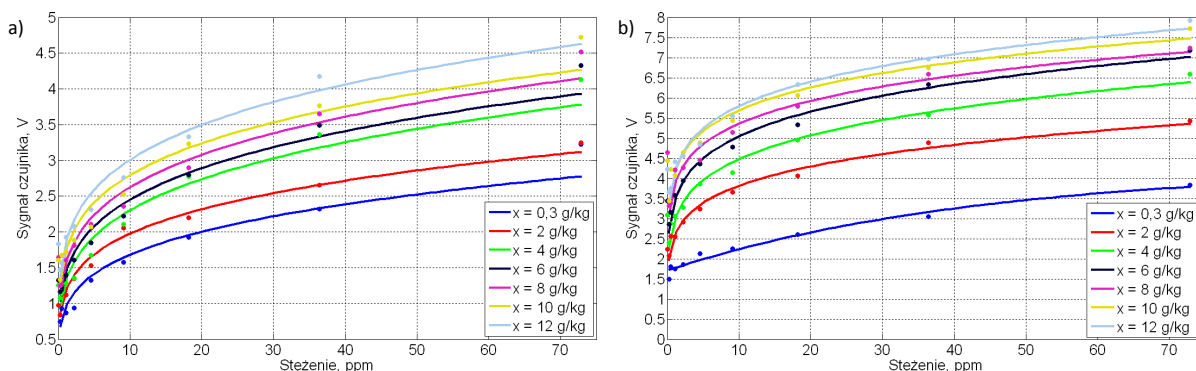 a)
5
4.5
4
3.5
3
2.5
2
1.5
1
0.5
0
10
20
30
40
50
60
70
Sygnał czujnika, V
Steżenie, ppm
x = 0,3 g/kg
x = 2 g/kg
x = 4 g/kg
x = 6 g/kg
x = 8 g/kg
x = 10 g/kg
x = 12 g/kg
b)
8
7.5
7
6.5
6
5.5
5
4.5
4
3.5
3
2.5
2
1.5
1
0.5
0
0
10
20
30
40
50
60
70
Sygnał czujnika, V
Stężenie, ppm
x = 0,3 g/kg
x = 2 g/kg
x = 4 g/kg
x = 6 g/kg
x = 8 g/kg
x = 10 g/kg
x = 12 g/kg